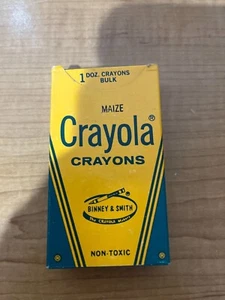 1 DOZ. CRAYONS
BULK
MAIZE
Crayola®
CRAYONS
BINNEY & SMITH
NON-TOXIC